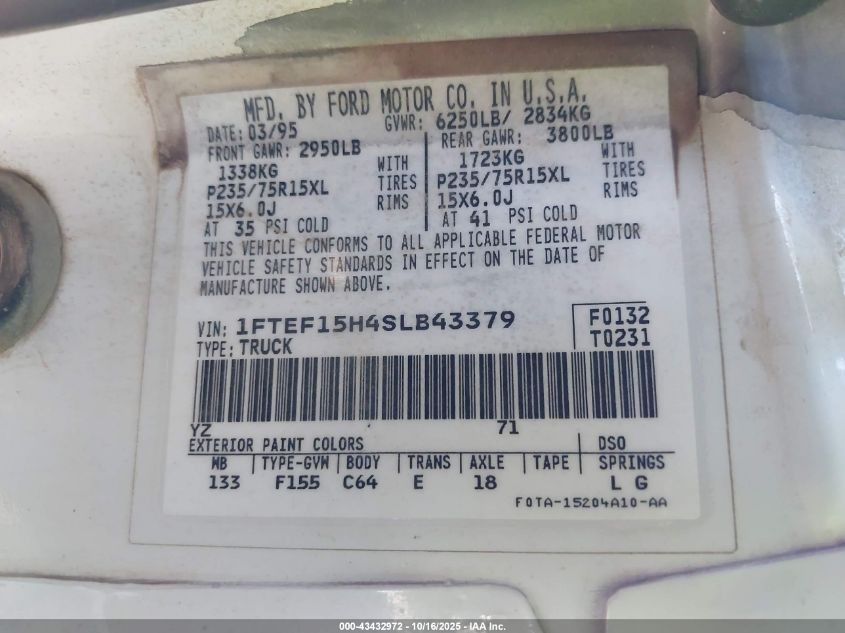 MFD. BY FORD MOTOR CO. IN U.S.A.
DATE: 03/95 GVWR: 6250LB/ 2834KG
FRONT GAWR: 2950LB REAR GAWR: 3800LB
1338KG WITH 1723KG WITH
P235/75R15XL TIRES P235/75R15XL TIRES
15X6.0J RIMS 15X6.0J RIMS
AT 35 PSI COLD AT 41 PSI COLD
THIS VEHICLE CONFORMS TO ALL APPLICABLE FEDERAL MOTOR
VEHICLE SAFETY STANDARDS IN EFFECT ON THE DATE OF
MANUFACTURE SHOWN ABOVE.
VIN: 1FTEF15H4SLB43379 F0132
TYPE: TRUCK T0231
YZ 71
EXTERIOR PAINT COLORS DSO
WB TYPE-GVW BODY TRANS AXLE TAPE SPRINGS
133 F155 C64 E 18 L G
F0TA-15204A10-AA
000-43432972 - 10/16/2025 - IAA Inc.